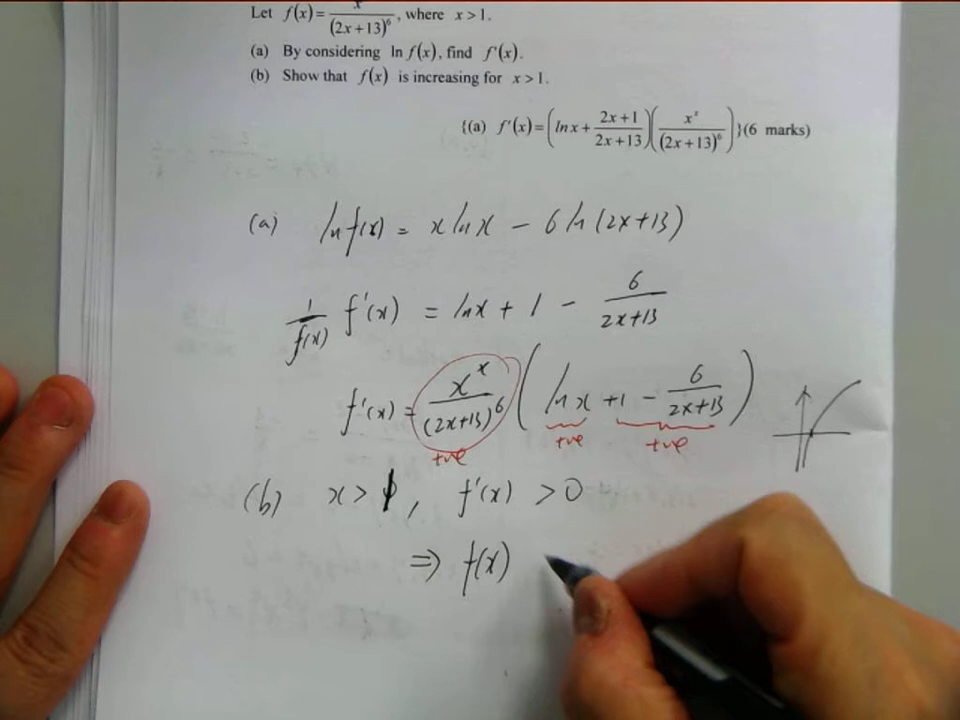 Let f(x) = x / (2x+13)⁶ , where x > 1.
(a) By considering ln f(x), find f'(x).
(b) Show that f(x) is increasing for x > 1.
{(a) f'(x) = (ln x + (2x+1)/(2x+13)) (xˣ/(2x+13)⁶)}(6 marks)
(a) ln f(x) = x ln x − 6 ln (2x+13)
1/f(x) f'(x) = ln x + 1 − 6/(2x+13)
f'(x) = xˣ/(2x+13)⁶ ( ln x + 1 − 6/(2x+13) )
+ve +ve +ve
(b) x > 1, f'(x) > 0
⇒ f(x)